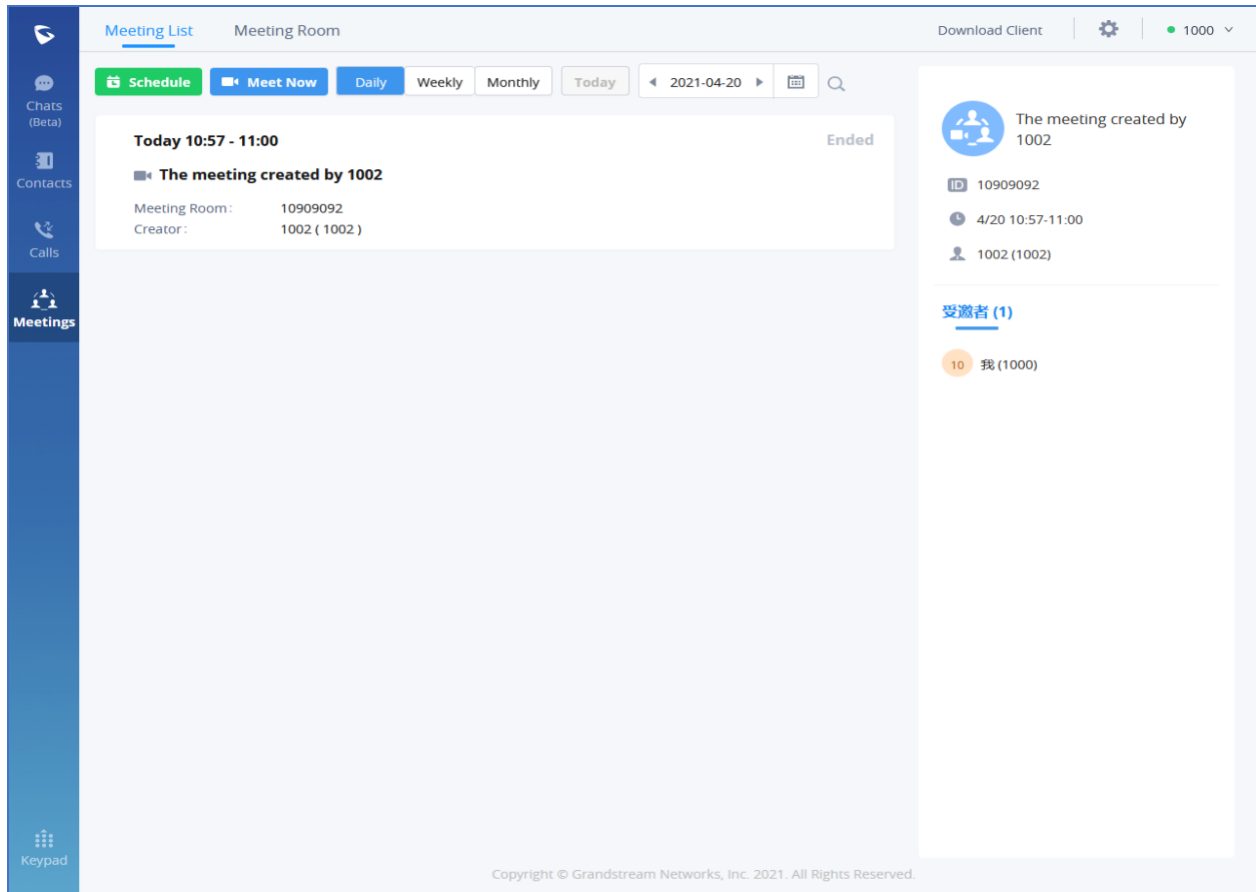 Meeting List
Meeting Room
Download Client
1000
Chats
(Beta)
Contacts
Calls
Meetings
Keypad
Schedule
Meet Now
Daily
Weekly
Monthly
Today
2021-04-20
Today 10:57 - 11:00
Ended
The meeting created by 1002
Meeting Room:
10909092
Creator:
1002 ( 1002 )
The meeting created by
1002
ID 10909092
4/20 10:57-11:00
1002 (1002)
受邀者 (1)
10 我 (1000)
Copyright © Grandstream Networks, Inc. 2021. All Rights Reserved.